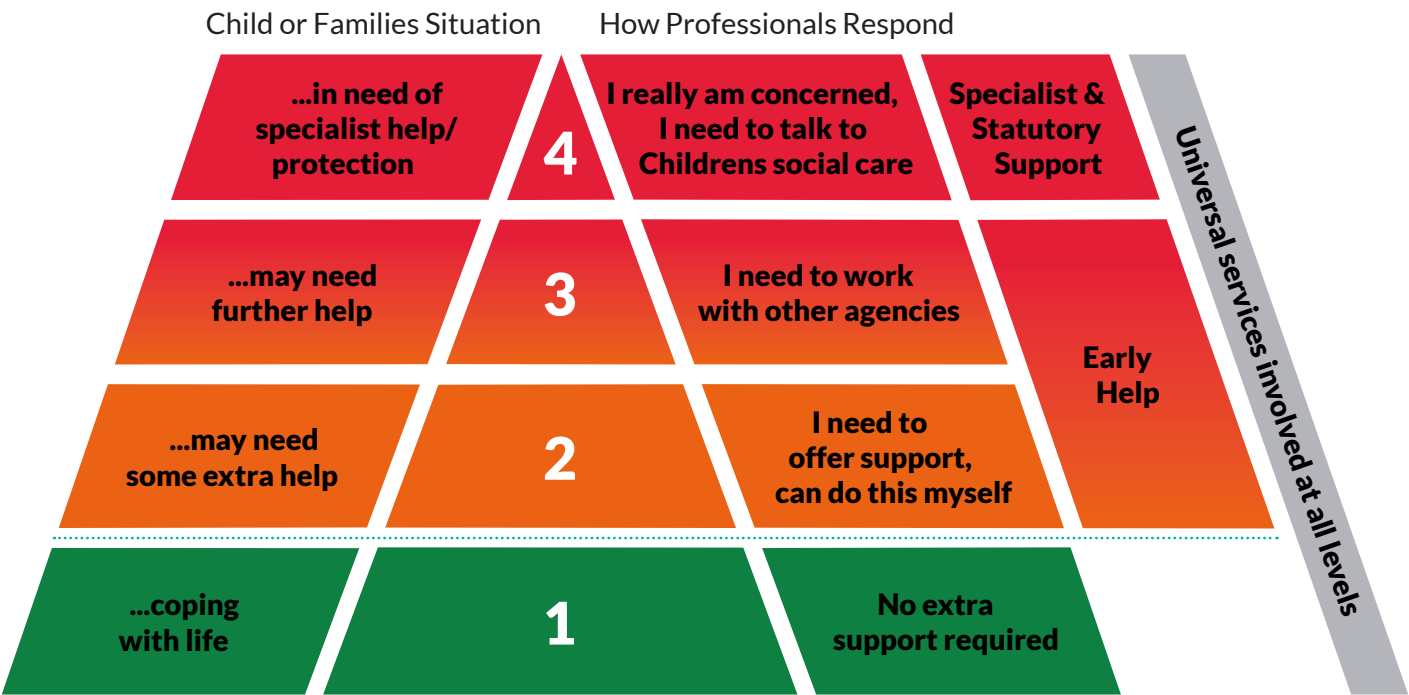 Child or Families Situation
How Professionals Respond
...in need of
specialist help/
protection
4
I really am concerned,
I need to talk to
Childrens social care
Specialist &
Statutory
Support
...may need
further help
3
I need to work
with other agencies
Early
Help
...may need
some extra help
2
I need to
offer support,
can do this myself
...coping
with life
1
No extra
support required
Universal services involved at all levels